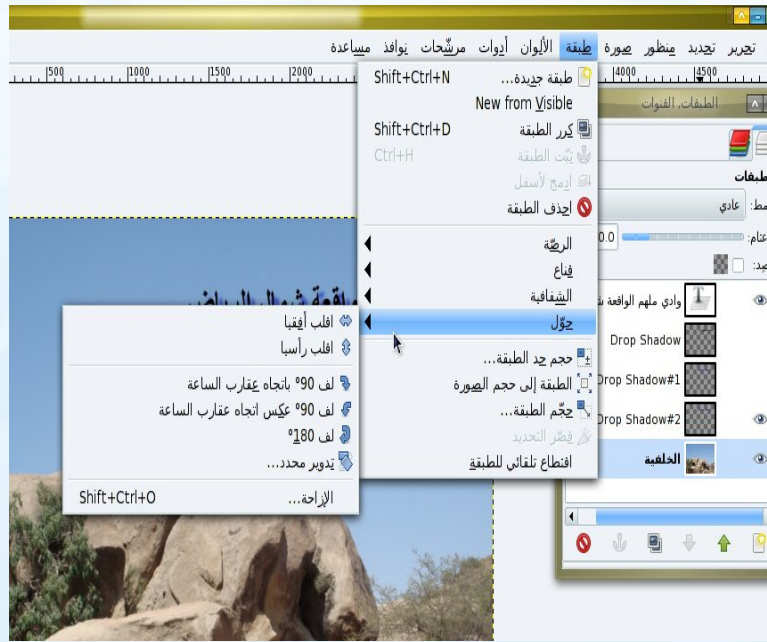 تحرير تحديد منظور صورة طبقة الألوان أدوات مرشّحات نوافذ مساعدة
500 1000 1500 2000 4000 4500
طبقة جديدة... Shift+Ctrl+N
New from Visible
كرر الطبقة Shift+Ctrl+D
ثبّت الطبقة Ctrl+H
ادمج لأسفل
احذف الطبقة
الرصّة
قناع
الشفافية
حوّل
حجم حد الطبقة...
الطبقة إلى حجم الصورة
حجّم الطبقة...
قصّر التحديد
اقتطاع تلقائي للطبقة
اقلب أفقيا
اقلب رأسيا
لف 90° باتجاه عقارب الساعة
لف 90° عكس اتجاه عقارب الساعة
لف 180°
تدوير محدد...
الإزاحة... Shift+Ctrl+O
الطبقات, القنوات
عادي
0.0
وادي ملهم الواقعة
Drop Shadow
Drop Shadow#1
Drop Shadow#2
الخلفية